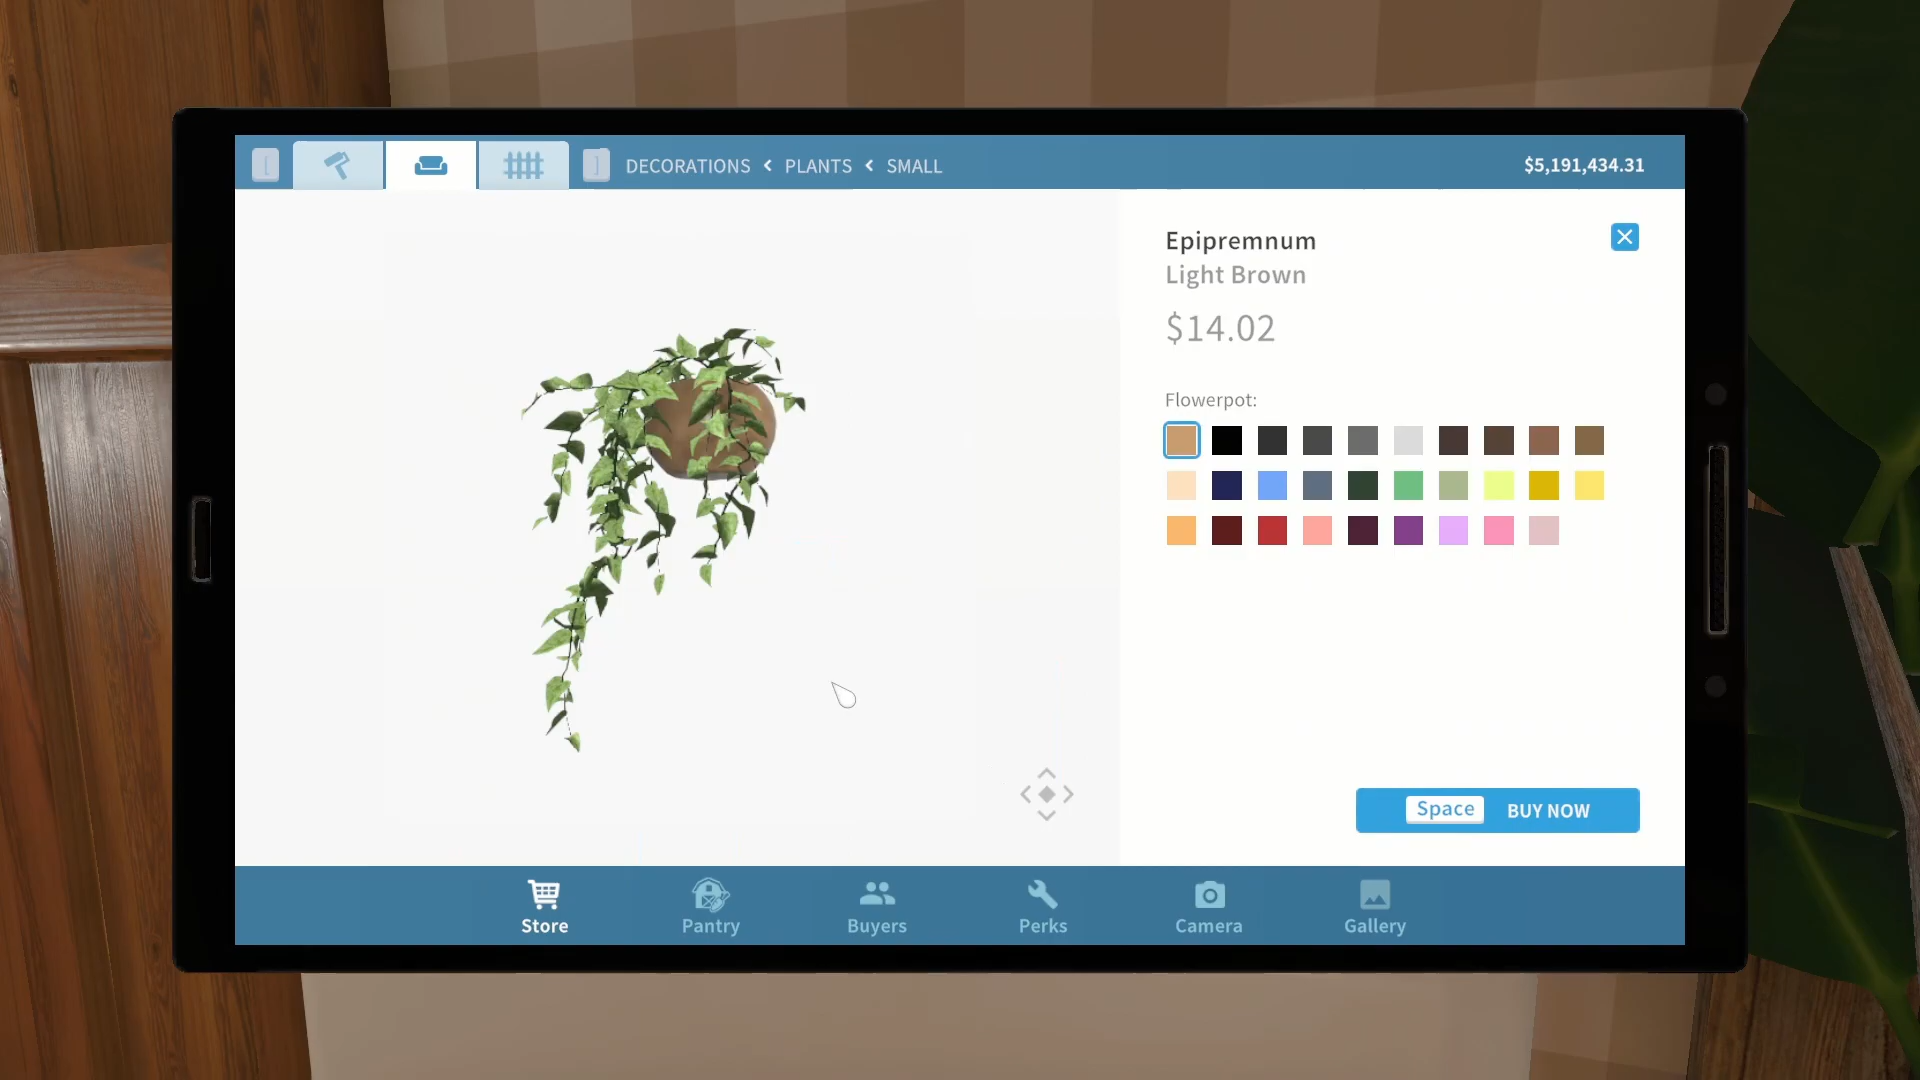 [ ] DECORATIONS < PLANTS < SMALL $5,191,434.31
Epipremnum
Light Brown
$14.02
Flowerpot:
Space BUY NOW
Store Pantry Buyers Perks Camera Gallery